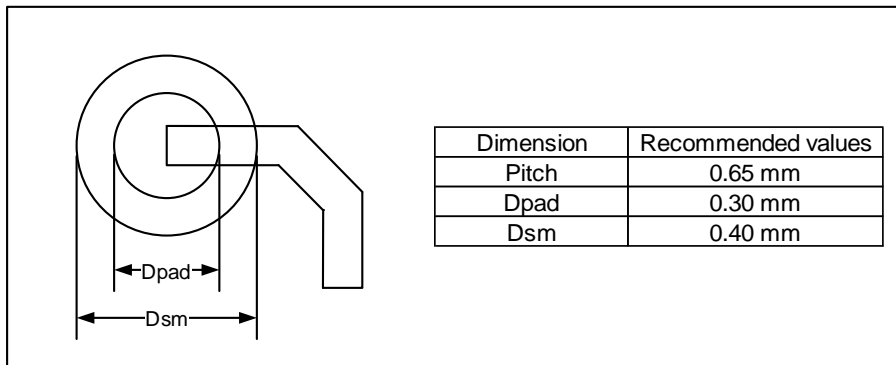 Dpad
Dsm
Dimension Recommended values
Pitch 0.65 mm
Dpad 0.30 mm
Dsm 0.40 mm